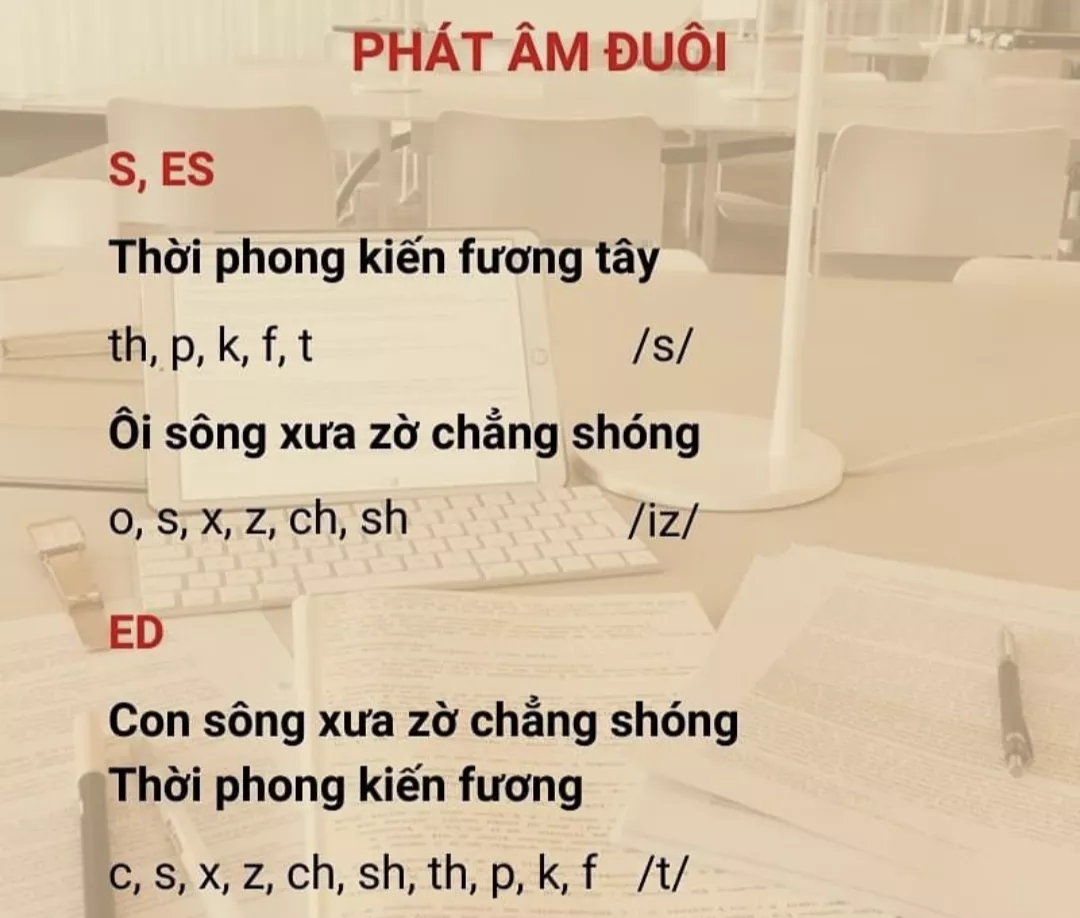 PHÁT ÂM ĐUÔI
S, ES
Thời phong kiến fương tây
th, p, k, f, t /s/
Ôi sông xưa zờ chẳng shóng
o, s, x, z, ch, sh /iz/
ED
Con sông xưa zờ chẳng shóng
Thời phong kiến fương
c, s, x, z, ch, sh, th, p, k, f /t/